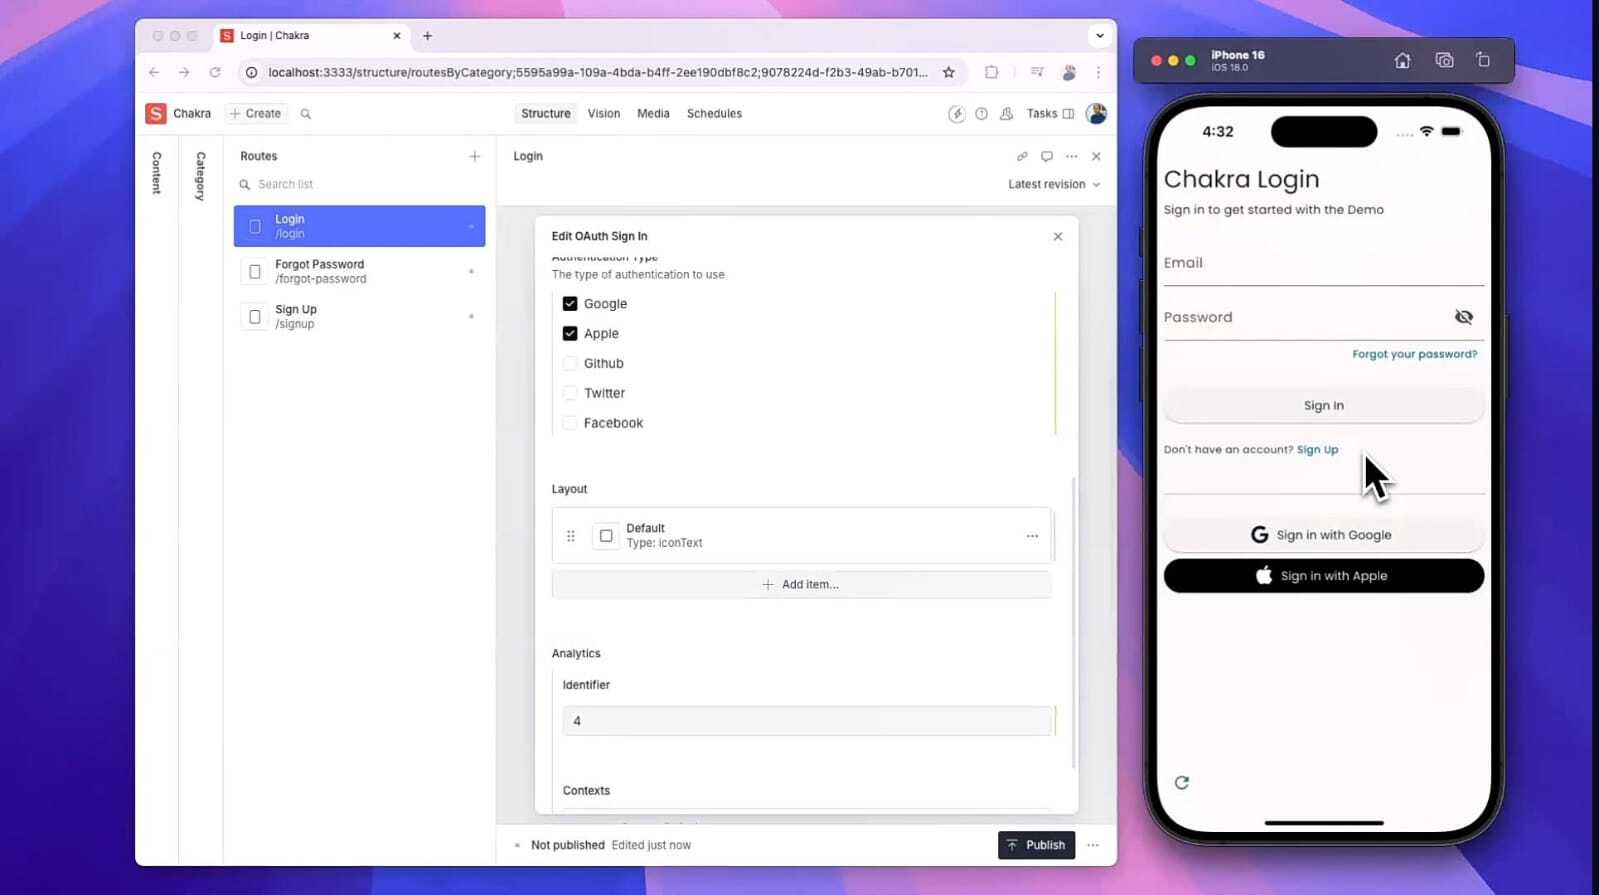 Login | Chakra
localhost:3333/structure/routesByCategory;5595a99a-109a-4bda-b4ff-2ee190dbf8c2;9078224d-f2b3-49ab-b701...
S Chakra
Create
Structure
Vision
Media
Schedules
Tasks
Content
Category
Routes
Search list
Login
/login
Forgot Password
/forgot-password
Sign Up
/signup
Login
Latest revision
Edit OAuth Sign In
Authentication Type
The type of authentication to use
Google
Apple
Github
Twitter
Facebook
Layout
Default
Type: iconText
Add item...
Analytics
Identifier
4
Contexts
Not published Edited just now
Publish
iPhone 16
iOS 18.0
4:32
Chakra Login
Sign in to get started with the Demo
Email
Password
Forgot your password?
Sign In
Don't have an account? Sign Up
Sign in with Google
Sign in with Apple